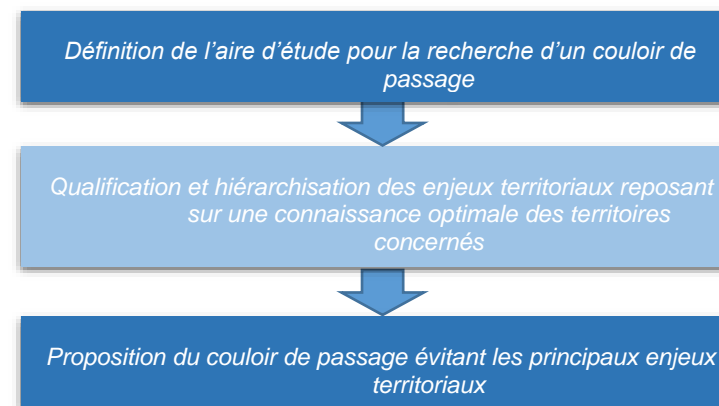 Définition de l’aire d’étude pour la recherche d’un couloir de
passage
Qualification et hiérarchisation des enjeux territoriaux reposant
sur une connaissance optimale des territoires
concernés
Proposition du couloir de passage évitant les principaux enjeux
territoriaux